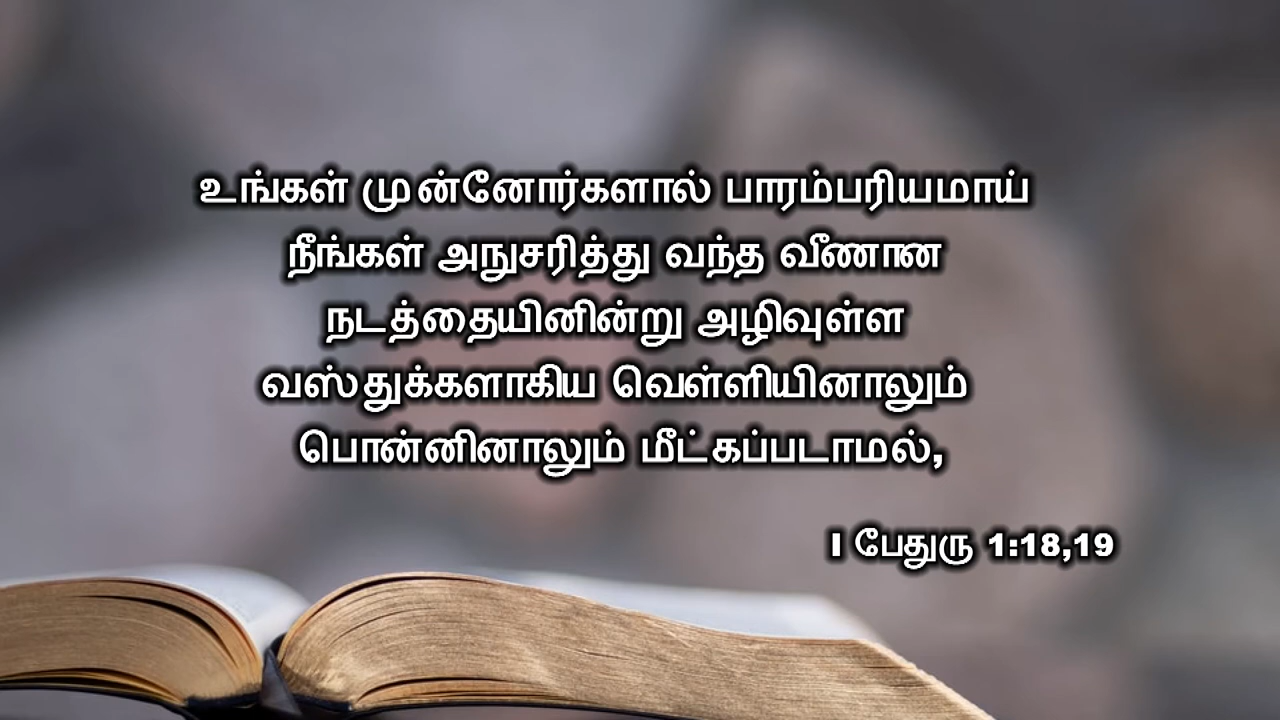 உங்கள் முன்னோர்களால் பாரம்பரியமாய்
நீங்கள் அநுசரித்து வந்த வீணான
நடத்தையினின்று அழிவுள்ள
வஸ்துக்களாகிய வெள்ளியினாலும்
பொன்னினாலும் மீட்கப்படாமல்,
I பேதுரு 1:18,19